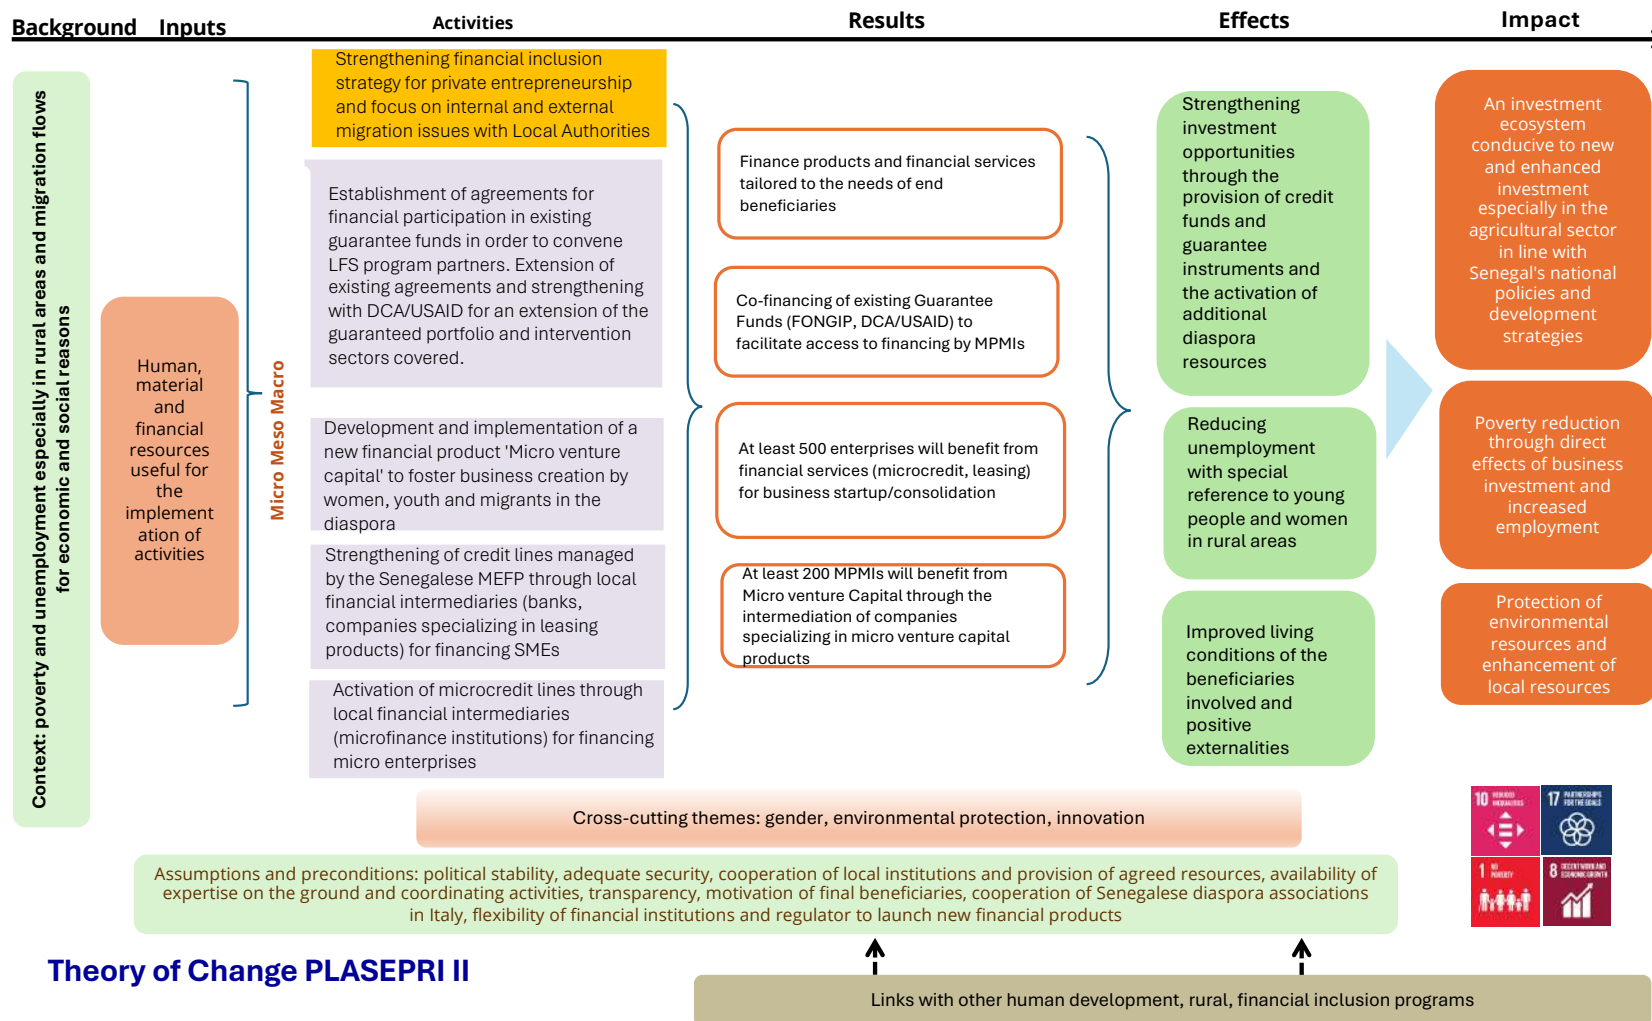 Background Inputs Activities Results Effects Impact
Context: poverty and unemployment especially in rural areas and migration flows
for economic and social reasons
Human,
material
and
financial
resources
useful for
the
implement
ation of
activities
Micro Meso Macro
Strengthening financial inclusion
strategy for private entrepreneurship
and focus on internal and external
migration issues with Local Authorities
Establishment of agreements for
financial participation in existing
guarantee funds in order to convene
LFS program partners. Extension of
existing agreements and strengthening
with DCA/USAID for an extension of the
guaranteed portfolio and intervention
sectors covered.
Development and implementation of a
new financial product 'Micro venture
capital' to foster business creation by
women, youth and migrants in the
diaspora
Strengthening of credit lines managed
by the Senegalese MEFP through local
financial intermediaries (banks,
companies specializing in leasing
products) for financing SMEs
Activation of microcredit lines through
local financial intermediaries
(microfinance institutions) for financing
micro enterprises
Finance products and financial services
tailored to the needs of end
beneficiaries
Co-financing of existing Guarantee
Funds (FONGIP, DCA/USAID) to
facilitate access to financing by MPMIs
At least 500 enterprises will benefit from
financial services (microcredit, leasing)
for business startup/consolidation
At least 200 MPMIs will benefit from
Micro venture Capital through the
intermediation of companies
specializing in micro venture capital
products
Strengthening
investment
opportunities
through the
provision of credit
funds and
guarantee
instruments and
the activation of
additional
diaspora
resources
Reducing
unemployment
with special
reference to young
people and women
in rural areas
Improved living
conditions of the
beneficiaries
involved and
positive
externalities
An investment
ecosystem
conducive to new
and enhanced
investment
especially in the
agricultural sector
in line with
Senegal's national
policies and
development
strategies
Poverty reduction
through direct
effects of business
investment and
increased
employment
Protection of
environmental
resources and
enhancement of
local resources
10 REDUCED
INEQUALITIES
17 PARTNERSHIPS
FOR THE GOALS
1 NO
POVERTY
8 DECENT WORK AND
ECONOMIC GROWTH
Cross-cutting themes: gender, environmental protection, innovation
Assumptions and preconditions: political stability, adequate security, cooperation of local institutions and provision of agreed resources, availability of
expertise on the ground and coordinating activities, transparency, motivation of final beneficiaries, cooperation of Senegalese diaspora associations
in Italy, flexibility of financial institutions and regulator to launch new financial products
Theory of Change PLASEPRI II
Links with other human development, rural, financial inclusion programs